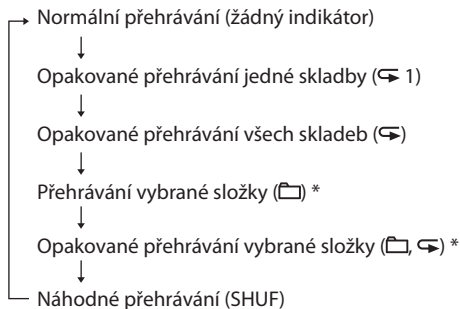 Normální přehrávání (žádný indikátor)
Opakované přehrávání jedné skladby (1)
Opakované přehrávání všech skladeb ()
Přehrávání vybrané složky () *
Opakované přehrávání vybrané složky (, ) *
Náhodné přehrávání (SHUF)